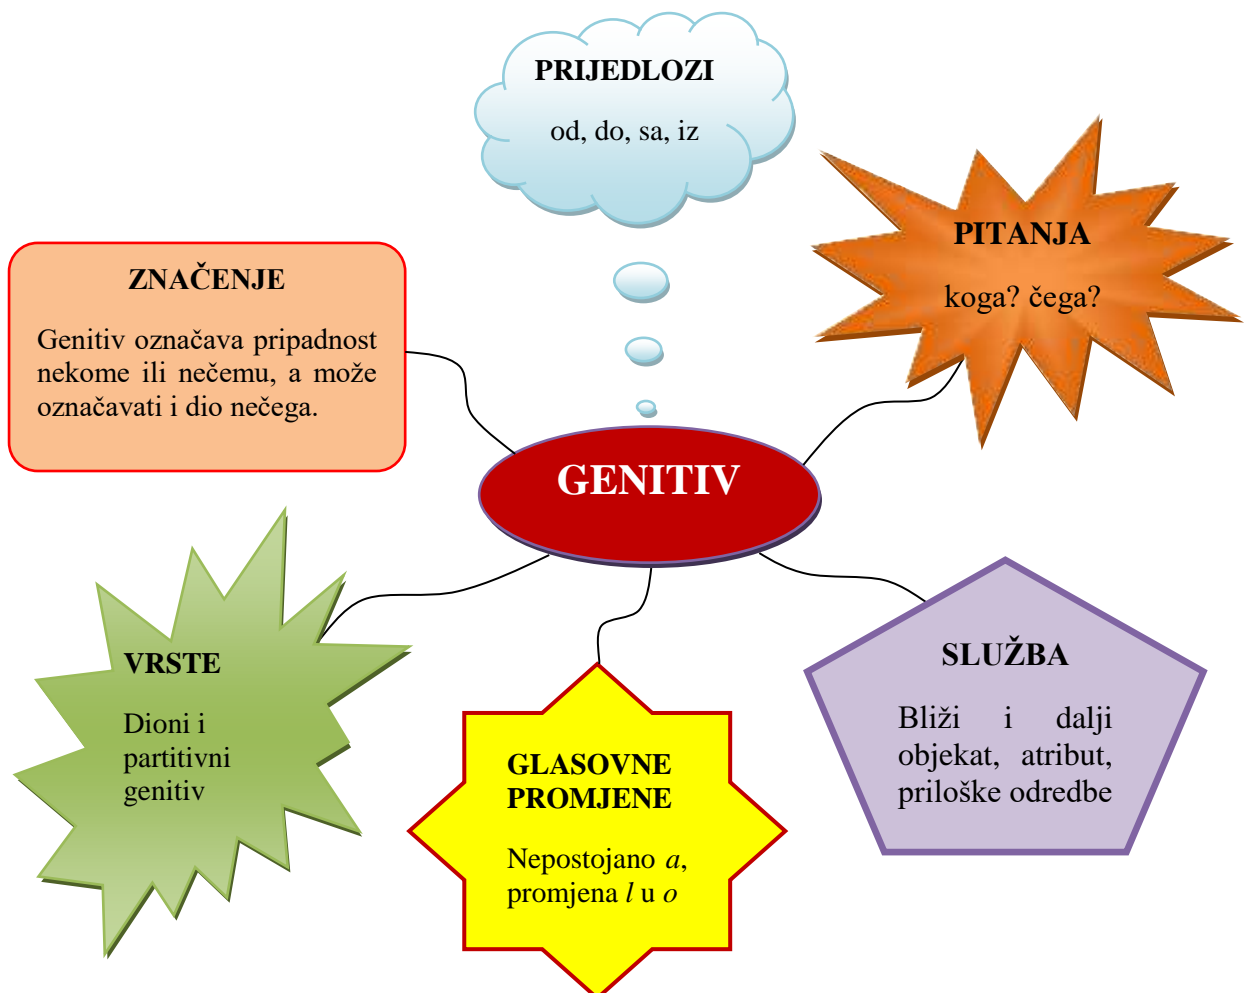 PRIJEDLOZI
od, do, sa, iz
PITANJA
koga? čega?
ZNAČENJE
Genitiv označava pripadnost
nekome ili nečemu, a može
označavati i dio nečega.
GENITIV
VRSTE
Dioni i
partitivni
genitiv
GLASOVNE
PROMJENE
Nepostojano a,
promjena l u o
SLUŽBA
Bliži i dalji
objekat, atribut,
priloške odredbe